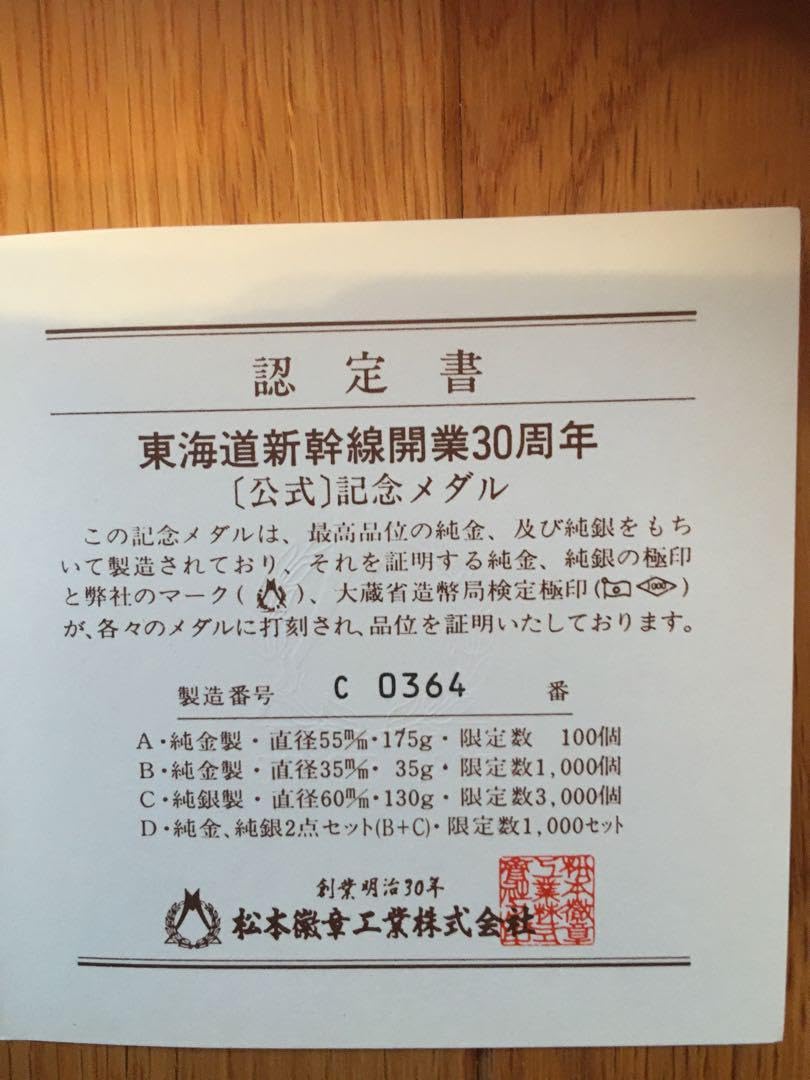 認定書
東海道新幹線開業30周年
〔公式〕記念メダル
この記念メダルは、最高品位の純金、及び純銀をもち
いて製造されており、それを証明する純金、純銀の極印
と弊社のマーク( )、大蔵省造幣局検定極印( 1000 )
が、各々のメダルに打刻され、品位を証明いたしております。
製造番号 C 0364 番
A・純金製・直径55m/m・175g・限定数 100個
B・純金製・直径35m/m・ 35g・限定数1,000個
C・純銀製・直径60m/m・130g・限定数3,000個
D・純金、純銀2点セット(B+C)・限定数1,000セット
創業明治30年
松本徽章工業株式会社